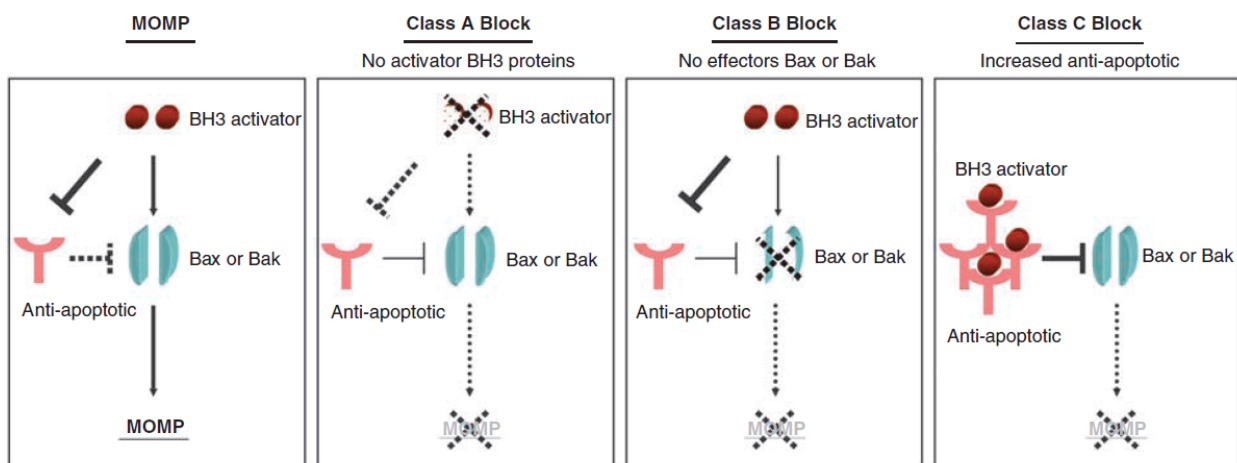 MOMP
BH3 activator
Bax or Bak
Anti-apoptotic
MOMP
Class A Block
No activator BH3 proteins
BH3 activator
Bax or Bak
Anti-apoptotic
MOMP
Class B Block
No effectors Bax or Bak
BH3 activator
Bax or Bak
Anti-apoptotic
MOMP
Class C Block
Increased anti-apoptotic
BH3 activator
Bax or Bak
Anti-apoptotic
MOMP